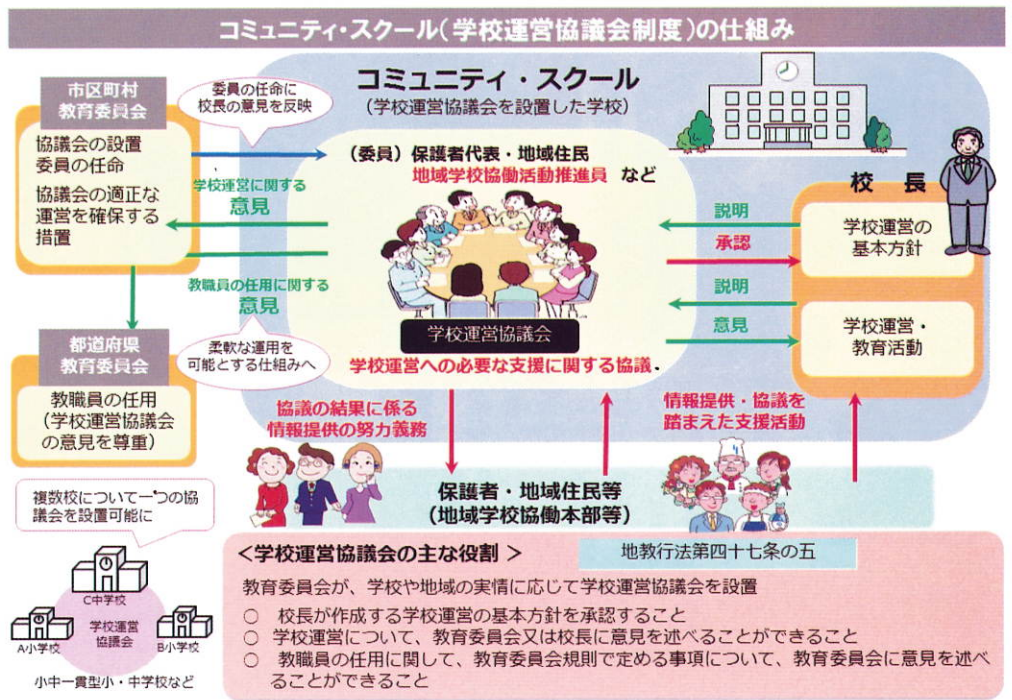 コミュニティ・スクール(学校運営協議会制度)の仕組み
市区町村
教育委員会
協議会の設置
委員の任命
協議会の適正な
運営を確保する
措置
委員の任命に
校長の意見を反映
コミュニティ・スクール
(学校運営協議会を設置した学校)
(委員)保護者代表・地域住民
地域学校協働活動推進員 など
学校運営に関する
意見
教職員の任用に関する
意見
柔軟な運用を
可能とする仕組みへ
学校運営協議会
学校運営への必要な支援に関する協議.
校 長
説明
承認
学校運営の
基本方針
説明
意見
学校運営・
教育活動
都道府県
教育委員会
教職員の任用
(学校運営協議会
の意見を尊重)
協議の結果に係る
情報提供の努力義務
情報提供・協議を
踏まえた支援活動
保護者・地域住民等
(地域学校協働本部等)
複数校について一つの協
議会を設置可能に
C中学校
学校運営
協議会
A小学校
B小学校
小中一貫型小・中学校など
<学校運営協議会の主な役割 >
地教行法第四十七条の五
教育委員会が、学校や地域の実情に応じて学校運営協議会を設置
○ 校長が作成する学校運営の基本方針を承認すること
○ 学校運営について、教育委員会又は校長に意見を述べることができること
○ 教職員の任用に関して、教育委員会規則で定める事項について、教育委員会に意見を述べ
ることができること